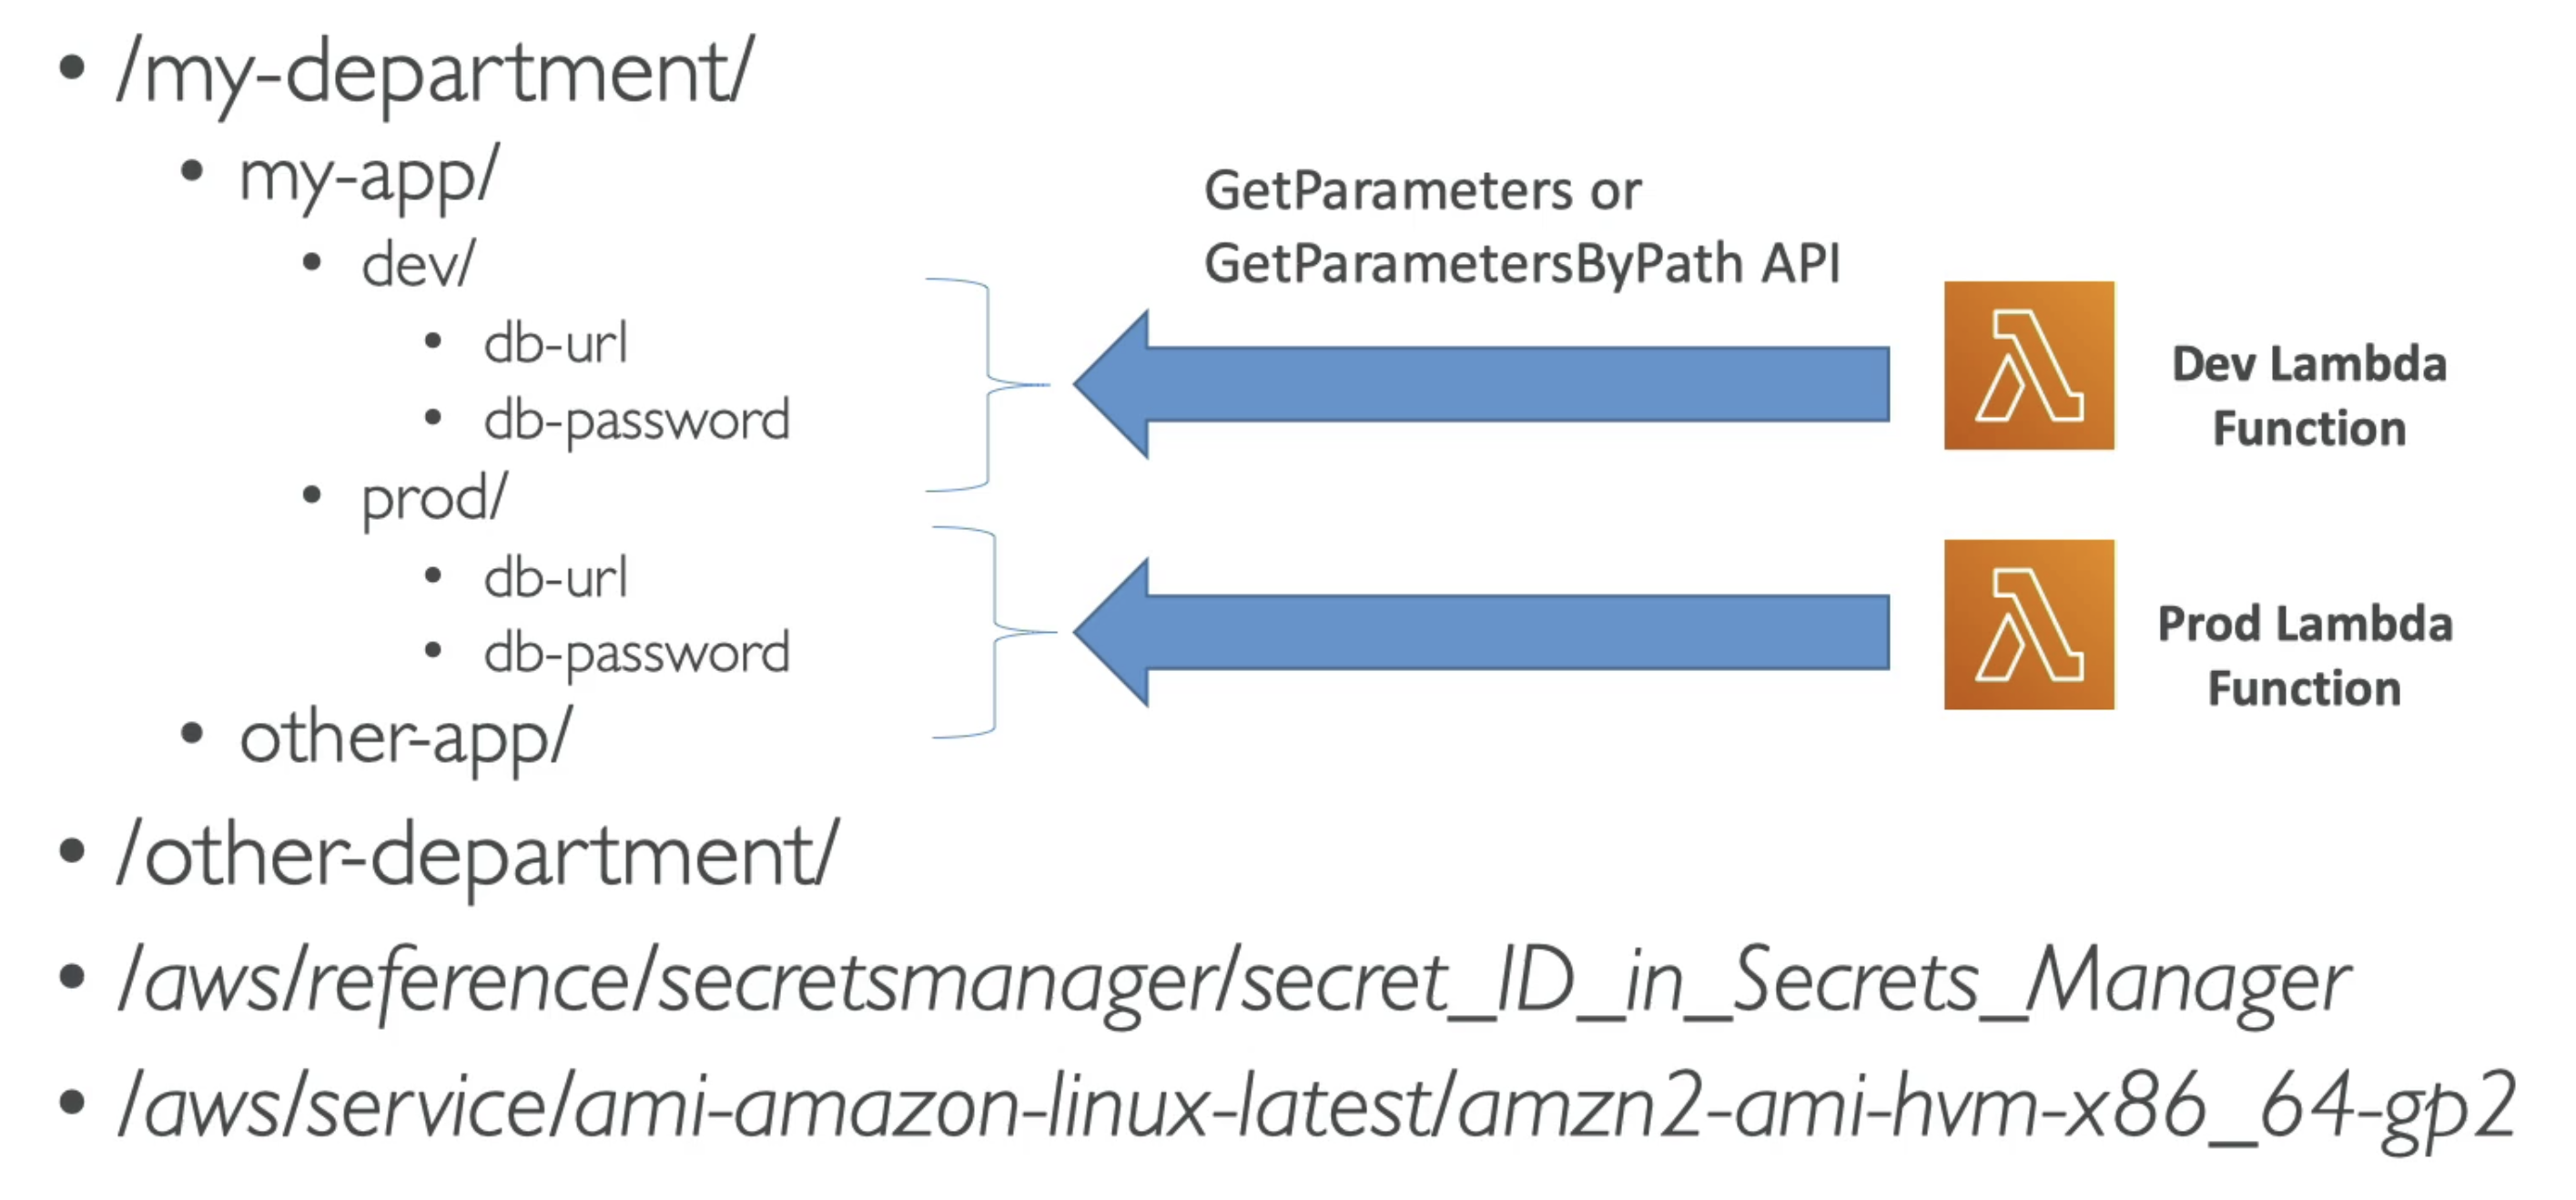 • /my-department/
• my-app/
• dev/
• db-url
• db-password
• prod/
• db-url
• db-password
• other-app/
• /other-department/
• /aws/reference/secretsmanager/secret_ID_in_Secrets_Manager
• /aws/service/ami-amazon-linux-latest/amzn2-ami-hvm-x86_64-gp2
GetParameters or
GetParametersByPath API
Dev Lambda
Function
Prod Lambda
Function